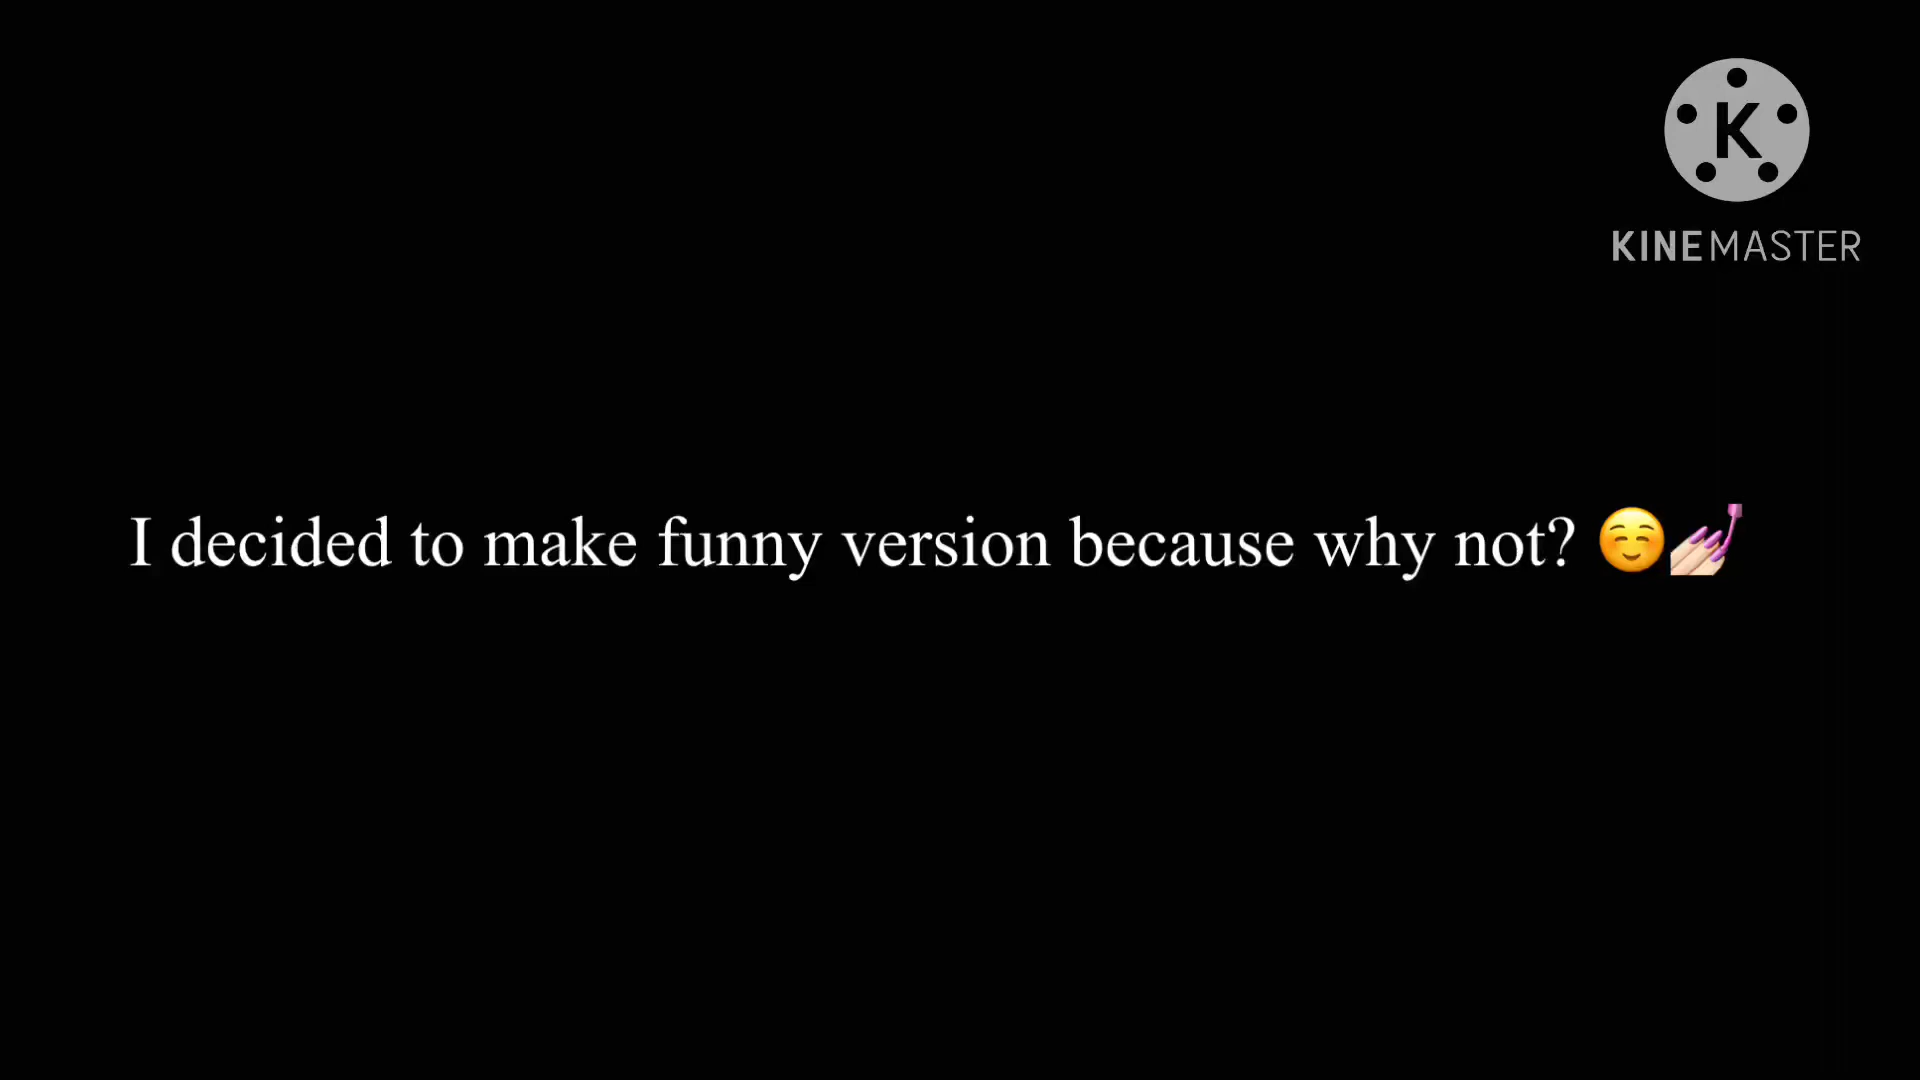 K
KINEMASTER
I decided to make funny version because why not? ☺️💅🏻